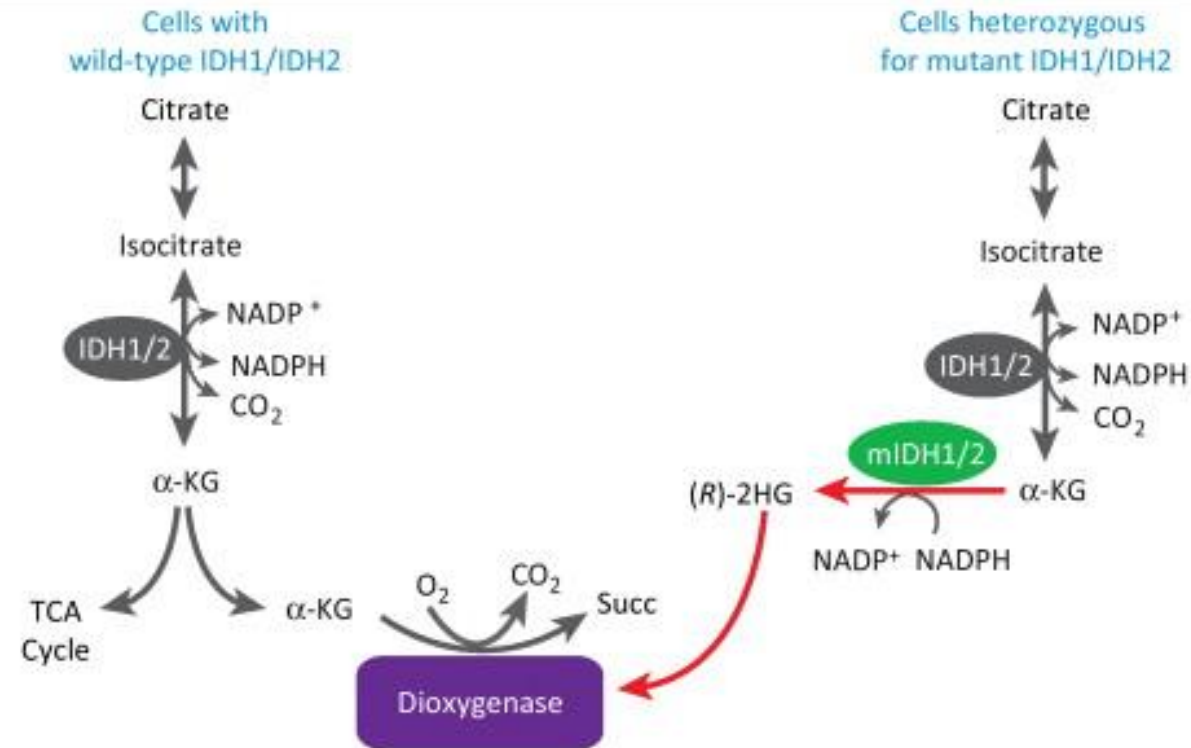 Cells with
wild-type IDH1/IDH2
Citrate
Isocitrate
IDH1/2
NADP⁺
NADPH
CO₂
α-KG
TCA
Cycle
α-KG
O₂
CO₂
Succ
Dioxygenase
Cells heterozygous
for mutant IDH1/IDH2
Citrate
Isocitrate
IDH1/2
NADP⁺
NADPH
CO₂
mIDH1/2
(R)-2HG
α-KG
NADP⁺ NADPH